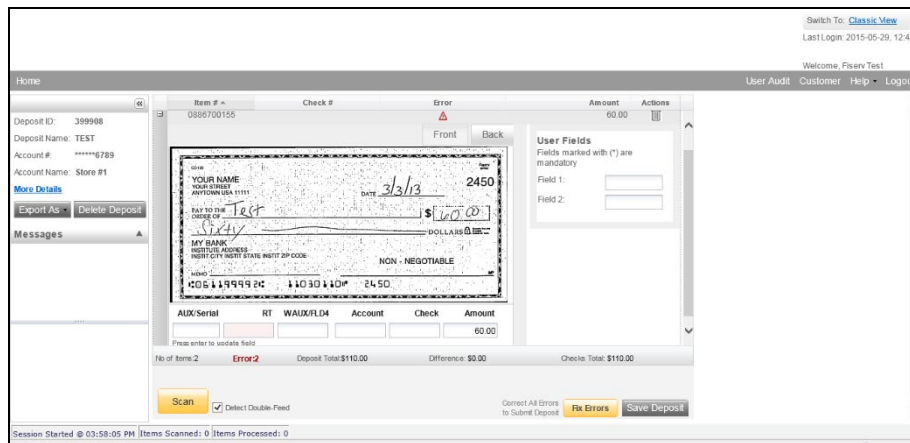 Switch To: Classic View
Last Login: 2015-05-29, 12:4
Welcome, Fiserv Test
Home User Audit Customer Help Logou
Deposit ID: 399908
Deposit Name: TEST
Account #: ******6789
Account Name: Store #1
More Details
Export As Delete Deposit
Messages
Item # Check # Error Amount Actions
0886700155 60.00
Front Back
YOUR NAME
YOUR STREET
ANYTOWN USA 11111
2450
DATE 3/3/13
PAY TO THE
ORDER OF Test $ 60.00
Sixty DOLLARS
MY BANK
INSTITUTE ADDRESS
INSTIT CITY INSTIT STATE INSTIT ZIP CODE
NON - NEGOTIABLE
MEMO
⑆061199992⑆ 11030110⑈ 2450
AUX/Serial RT WAUX/FLD4 Account Check Amount
60.00
Press enter to update field
User Fields
Fields marked with (*) are
mandatory
Field 1:
Field 2:
No of Items:2 Error:2 Deposit Total:$110.00 Difference: $0.00 Checks Total: $110.00
Scan Detect Double-Feed
Correct All Errors
to Submit Deposit
Fix Errors Save Deposit
Session Started @ 03:58:05 PM Items Scanned: 0 Items Processed: 0